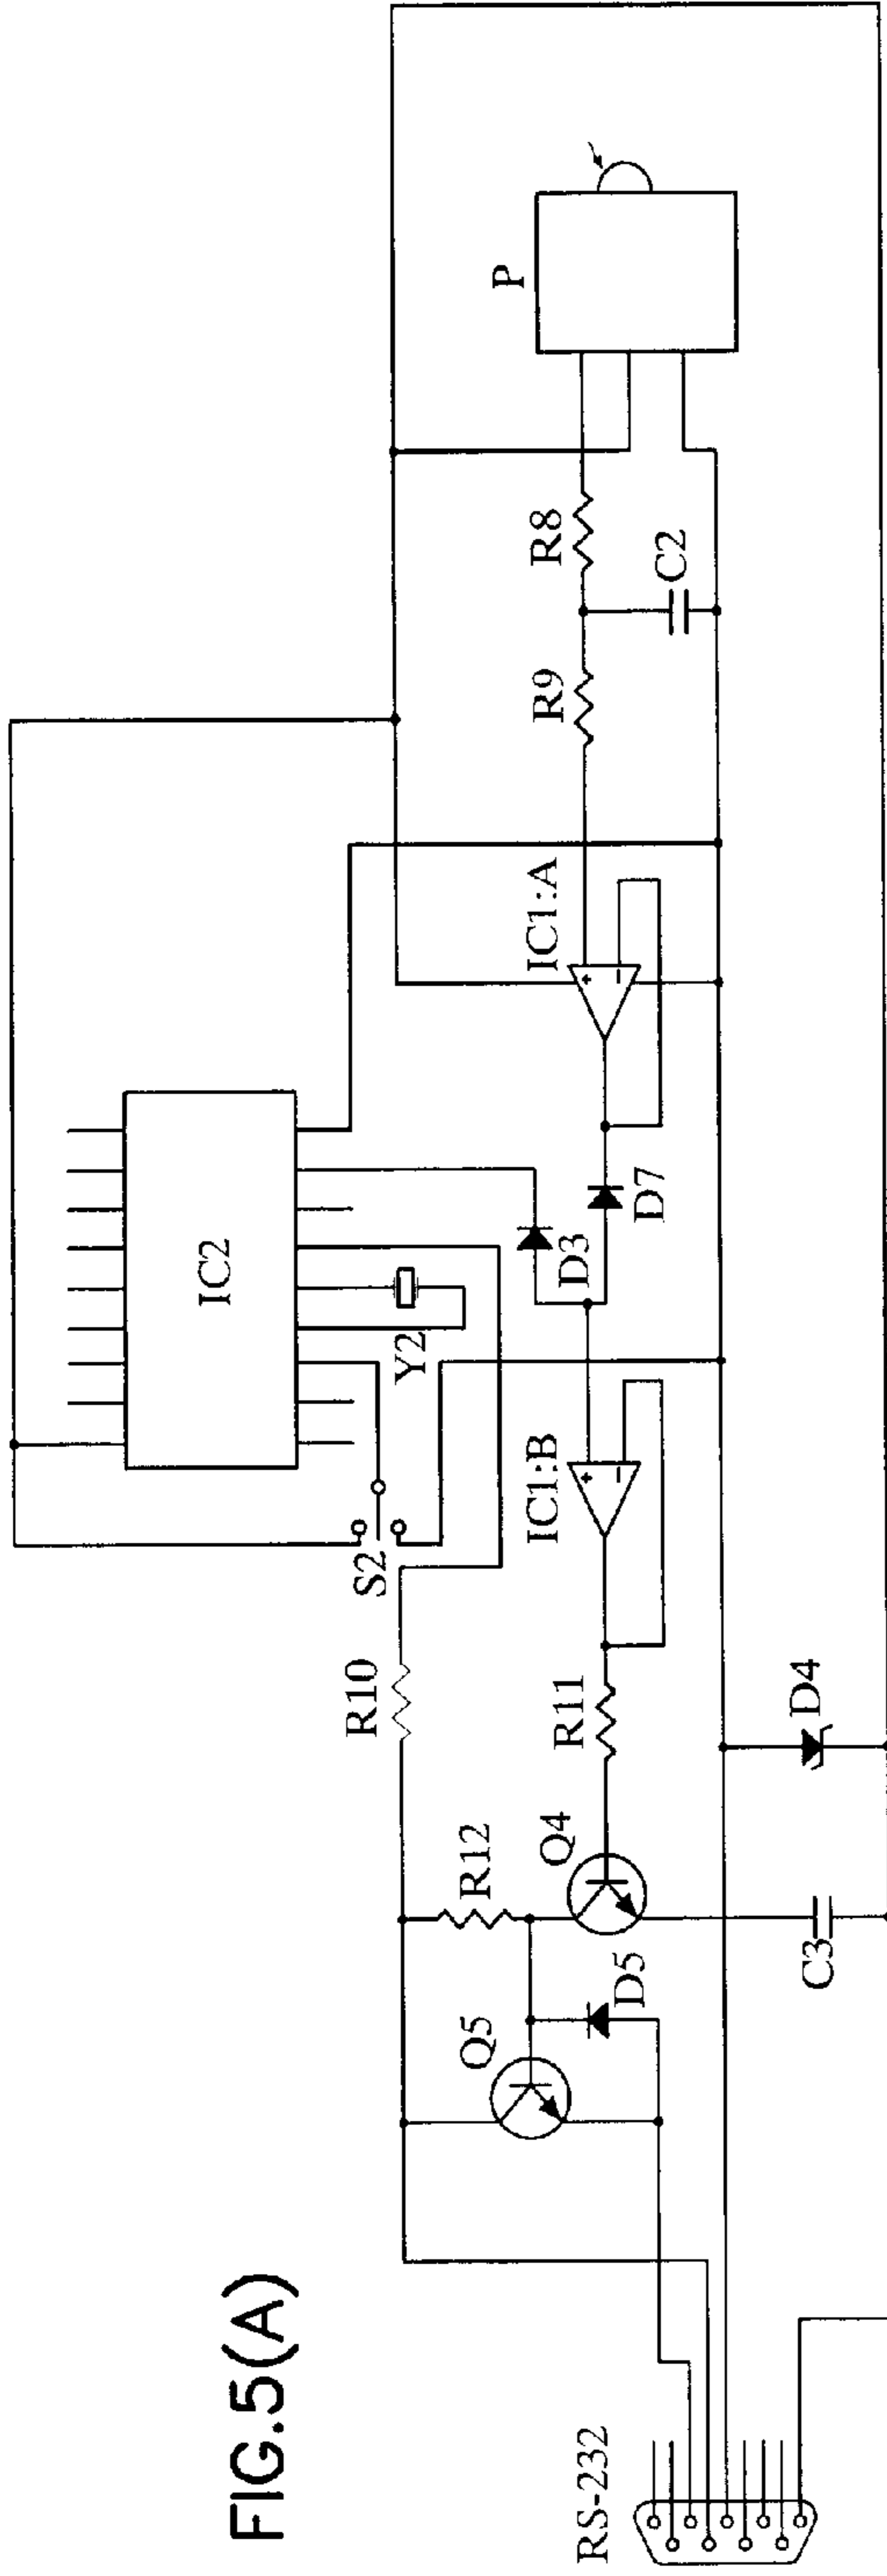 FIG.5(A)
RS-232
Q5
D5
R12
Q4
C3
R10
R11
D4
S2
IC1:B
Y2
IC2
D3
D7
IC1:A
R9
R8
C2
P
+
−
+
−